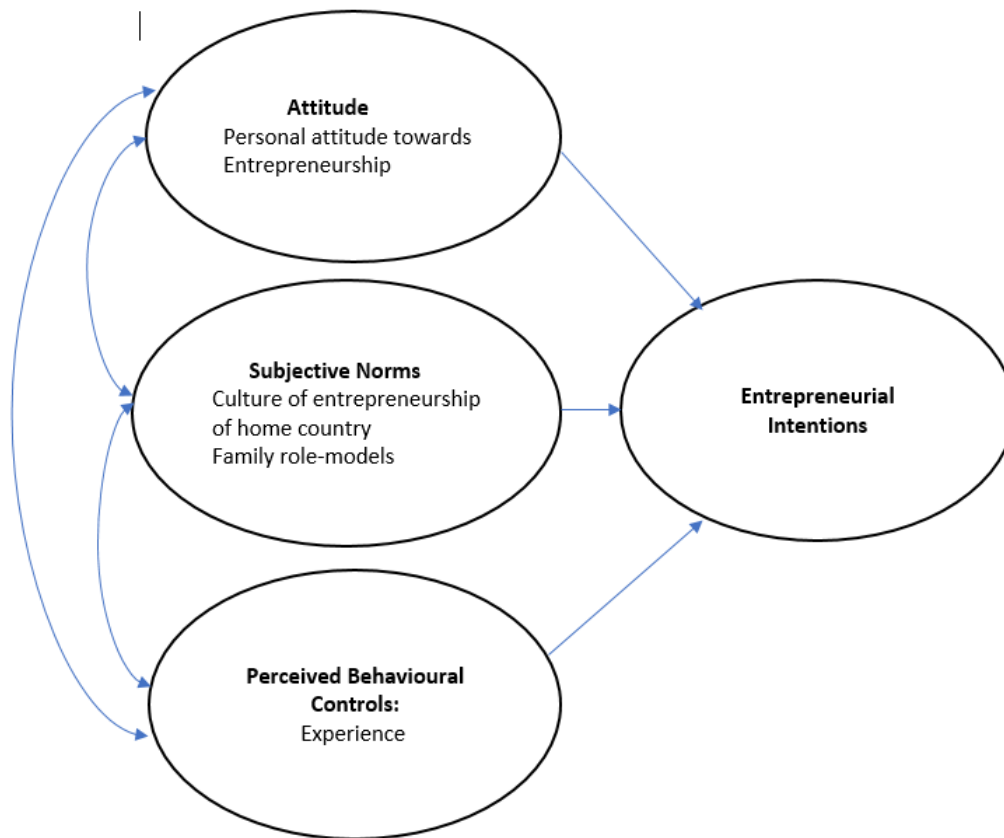 Attitude
Personal attitude towards
Entrepreneurship
Subjective Norms
Culture of entrepreneurship
of home country
Family role-models
Perceived Behavioural
Controls:
Experience
Entrepreneurial
Intentions